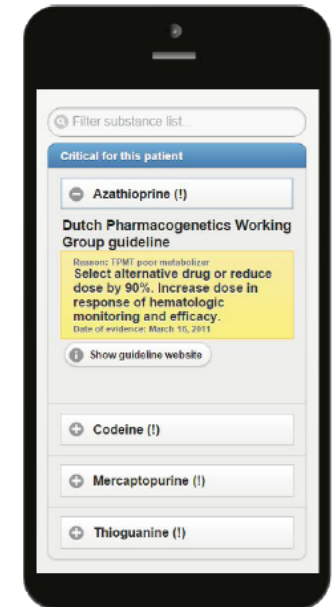 Filter substance list...
Critical for this patient
Azathioprine (!)
Dutch Pharmacogenetics Working
Group guideline
Reason: TPMT poor metabolizer
Select alternative drug or reduce
dose by 90%. Increase dose in
response of hematologic
monitoring and efficacy.
Date of evidence: March 16, 2011
Show guideline website
Codeine (!)
Mercaptopurine (!)
Thioguanine (!)